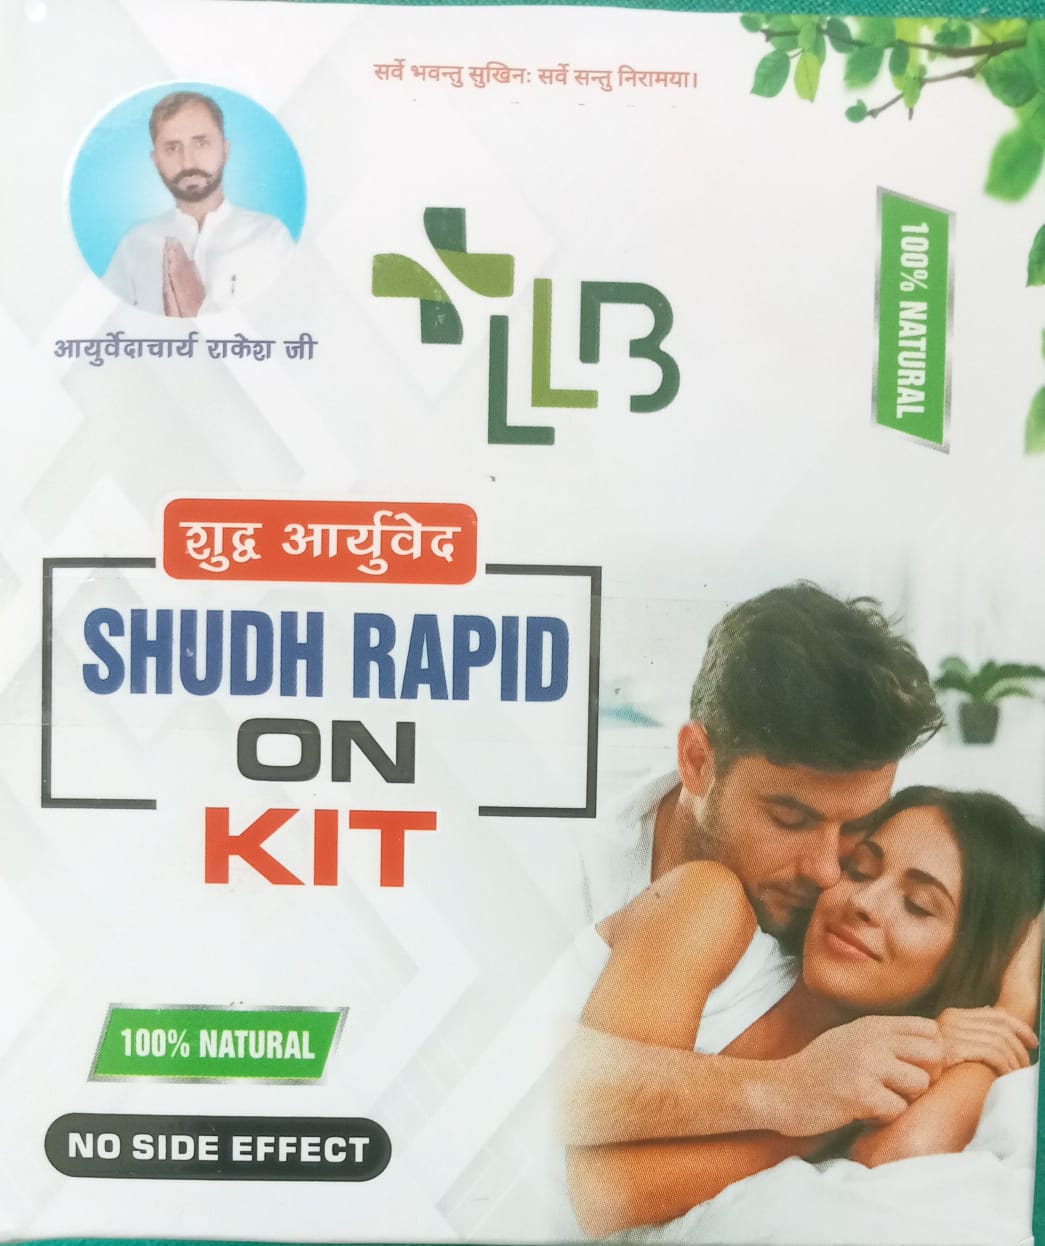 सर्वे भवन्तु सुखिनः सर्वे सन्तु निरामया।
आयुर्वेदाचार्य राकेश जी
LLB
100% NATURAL
शुद्ध आर्युवेद
SHUDH RAPID
ON
KIT
100% NATURAL
NO SIDE EFFECT